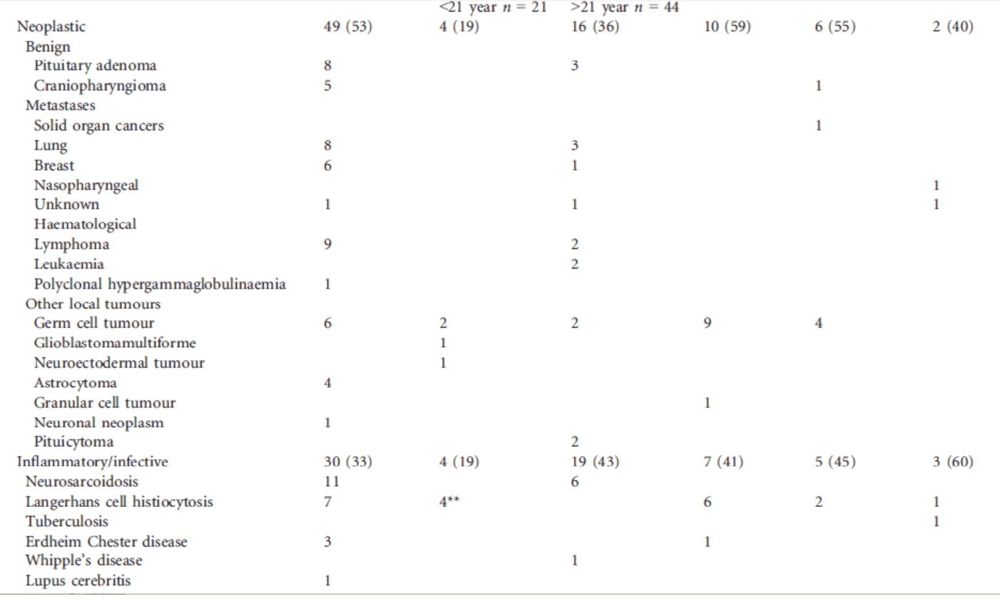 <21 year n = 21 >21 year n = 44
Neoplastic 49 (53) 4 (19) 16 (36) 10 (59) 6 (55) 2 (40)
Benign
Pituitary adenoma 8 3
Craniopharyngioma 5 1
Metastases
Solid organ cancers 1
Lung 8 3
Breast 6 1
Nasopharyngeal 1
Unknown 1 1 1
Haematological
Lymphoma 9 2
Leukaemia 2
Polyclonal hypergammaglobulinaemia 1
Other local tumours
Germ cell tumour 6 2 2 9 4
Glioblastomamultiforme 1
Neuroectodermal tumour 1
Astrocytoma 4
Granular cell tumour 1
Neuronal neoplasm 1
Pituicytoma 2
Inflammatory/infective 30 (33) 4 (19) 19 (43) 7 (41) 5 (45) 3 (60)
Neurosarcoidosis 11 6
Langerhans cell histiocytosis 7 4** 6 2 1
Tuberculosis 1
Erdheim Chester disease 3 1
Whipple's disease 1
Lupus cerebritis 1